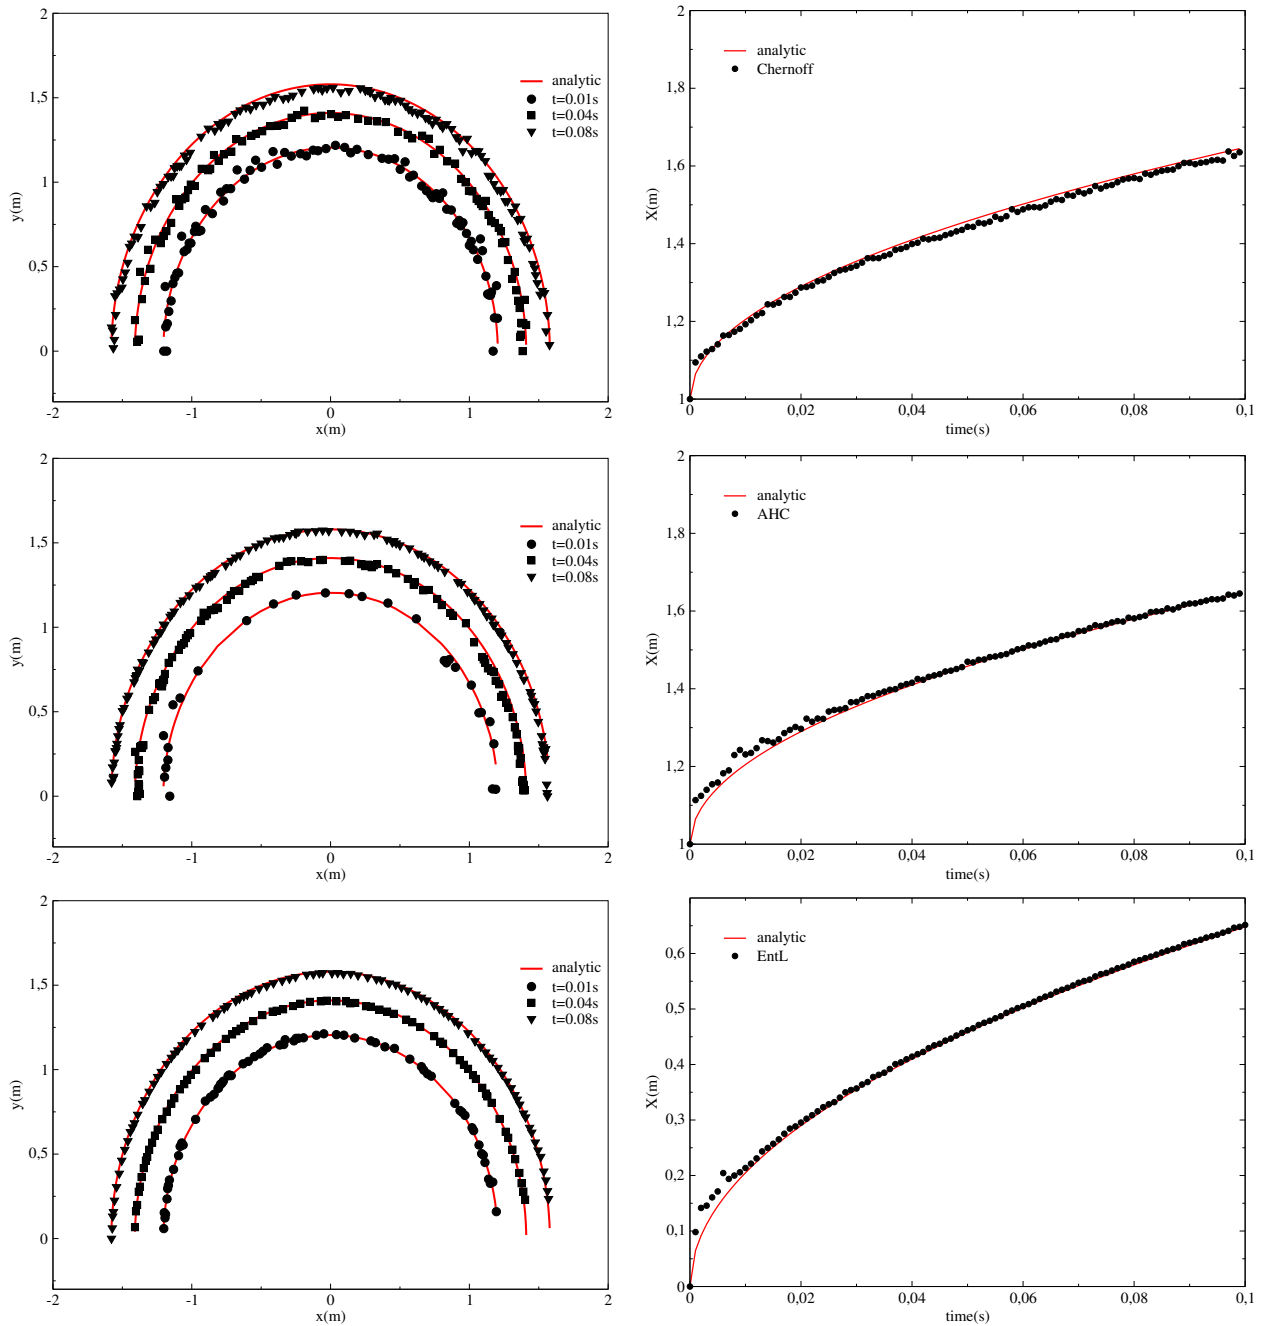 2
1,5
1
0,5
0
-2
-1
0
1
2
x(m)
y(m)
analytic
t=0.01s
t=0.04s
t=0.08s
2
1,8
1,6
1,4
1,2
1
0
0,02
0,04
0,06
0,08
0,1
time(s)
X(m)
analytic
Chernoff
2
1,5
1
0,5
0
-2
-1
0
1
2
x(m)
y(m)
analytic
t=0.01s
t=0.04s
t=0.08s
2
1,8
1,6
1,4
1,2
1
0
0,02
0,04
0,06
0,08
0,1
time(s)
X(m)
analytic
AHC
2
1,5
1
0,5
0
-2
-1
0
1
2
x(m)
y(m)
analytic
t=0.01s
t=0.04s
t=0.08s
0,6
0,5
0,4
0,3
0,2
0,1
0
0
0,02
0,04
0,06
0,08
0,1
time(s)
X(m)
analytic
EntL